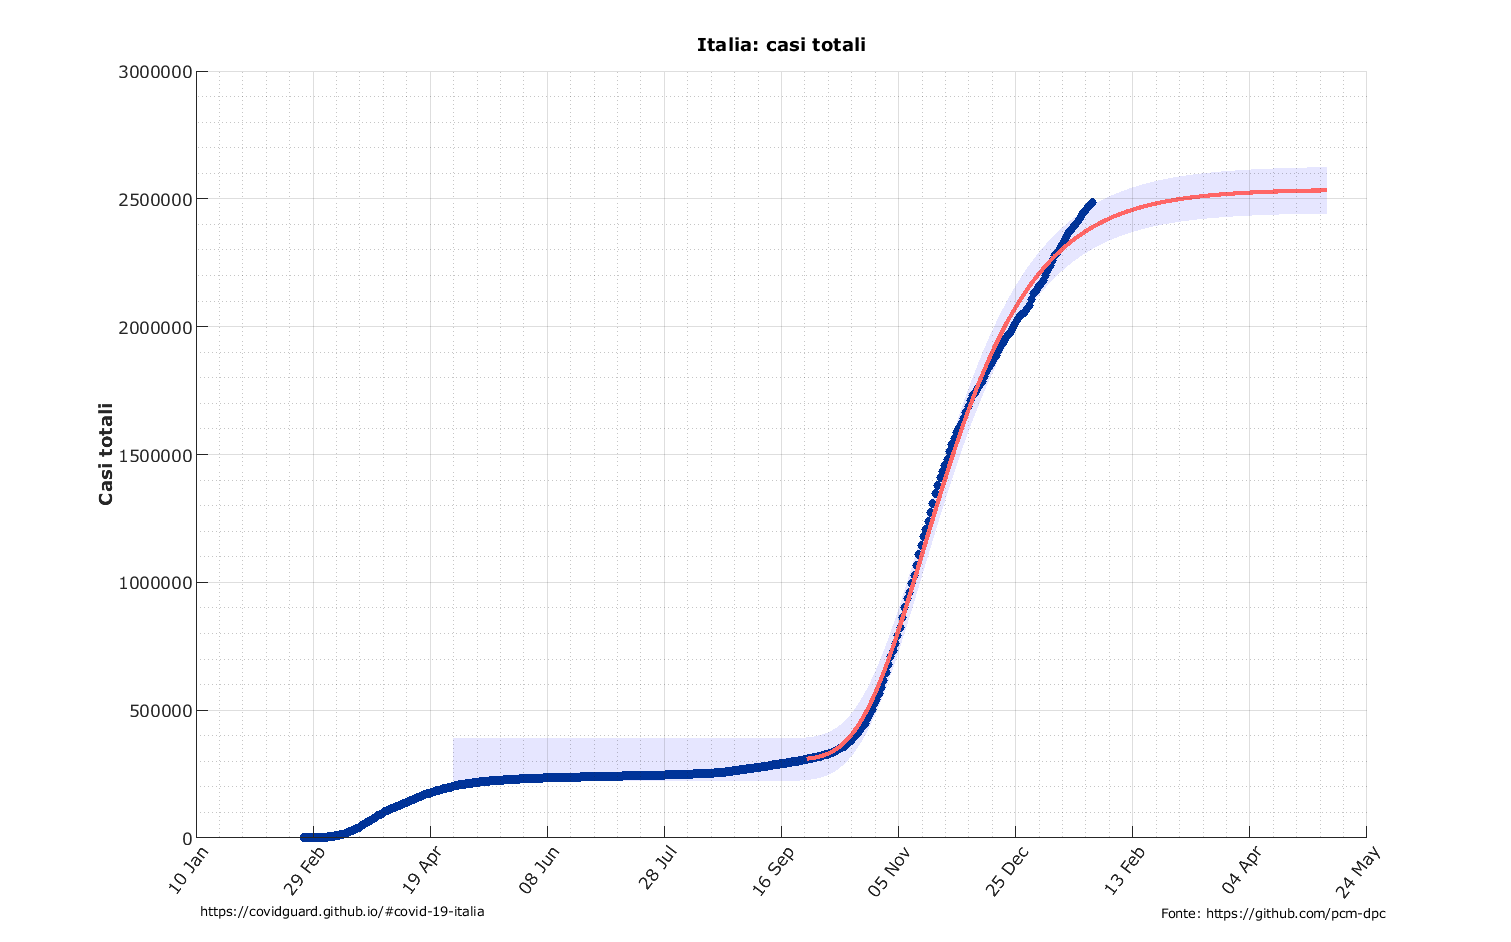 Italia: casi totali
3000000
2500000
2000000
1500000
1000000
500000
0
Casi totali
10 Jan
29 Feb
19 Apr
08 Jun
28 Jul
16 Sep
05 Nov
25 Dec
13 Feb
04 Apr
24 May
https://covidguard.github.io/#covid-19-italia
Fonte: https://github.com/pcm-dpc